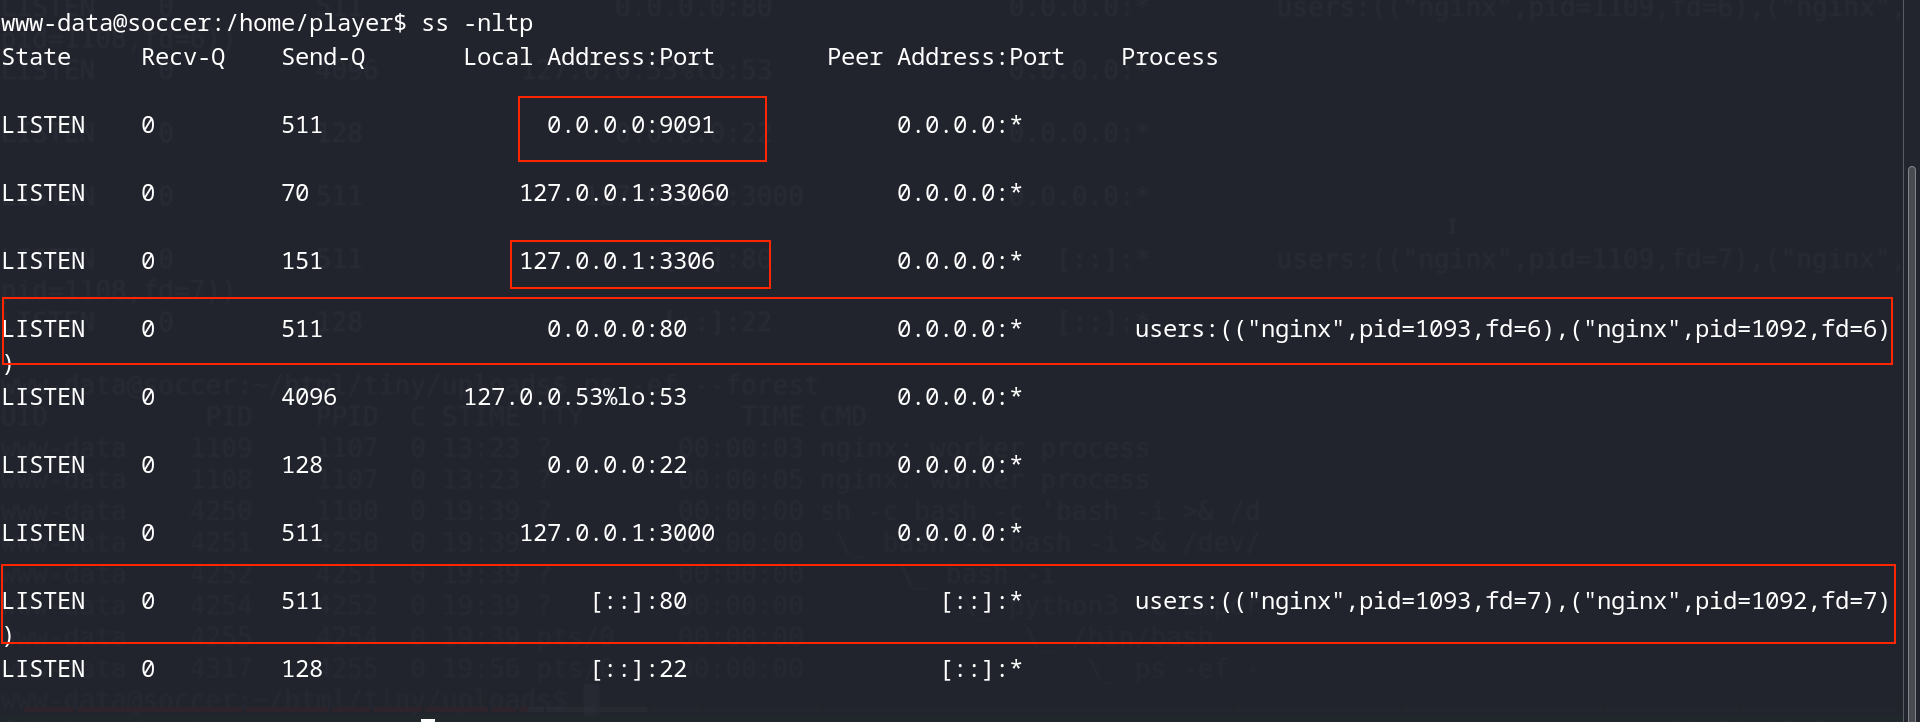 www-data@soccer:/home/player$ ss -nltp
State Recv-Q Send-Q Local Address:Port Peer Address:Port Process
LISTEN 0 511 0.0.0.0:9091 0.0.0.0:*
LISTEN 0 70 127.0.0.1:33060 0.0.0.0:*
LISTEN 0 151 127.0.0.1:3306 0.0.0.0:*
LISTEN 0 511 0.0.0.0:80 0.0.0.0:* users:(("nginx",pid=1093,fd=6),("nginx",pid=1092,fd=6)
)
LISTEN 0 4096 127.0.0.53%lo:53 0.0.0.0:*
LISTEN 0 128 0.0.0.0:22 0.0.0.0:*
LISTEN 0 511 127.0.0.1:3000 0.0.0.0:*
LISTEN 0 511 [::]:80 [::]:* users:(("nginx",pid=1093,fd=7),("nginx",pid=1092,fd=7)
)
LISTEN 0 128 [::]:22 [::]:*